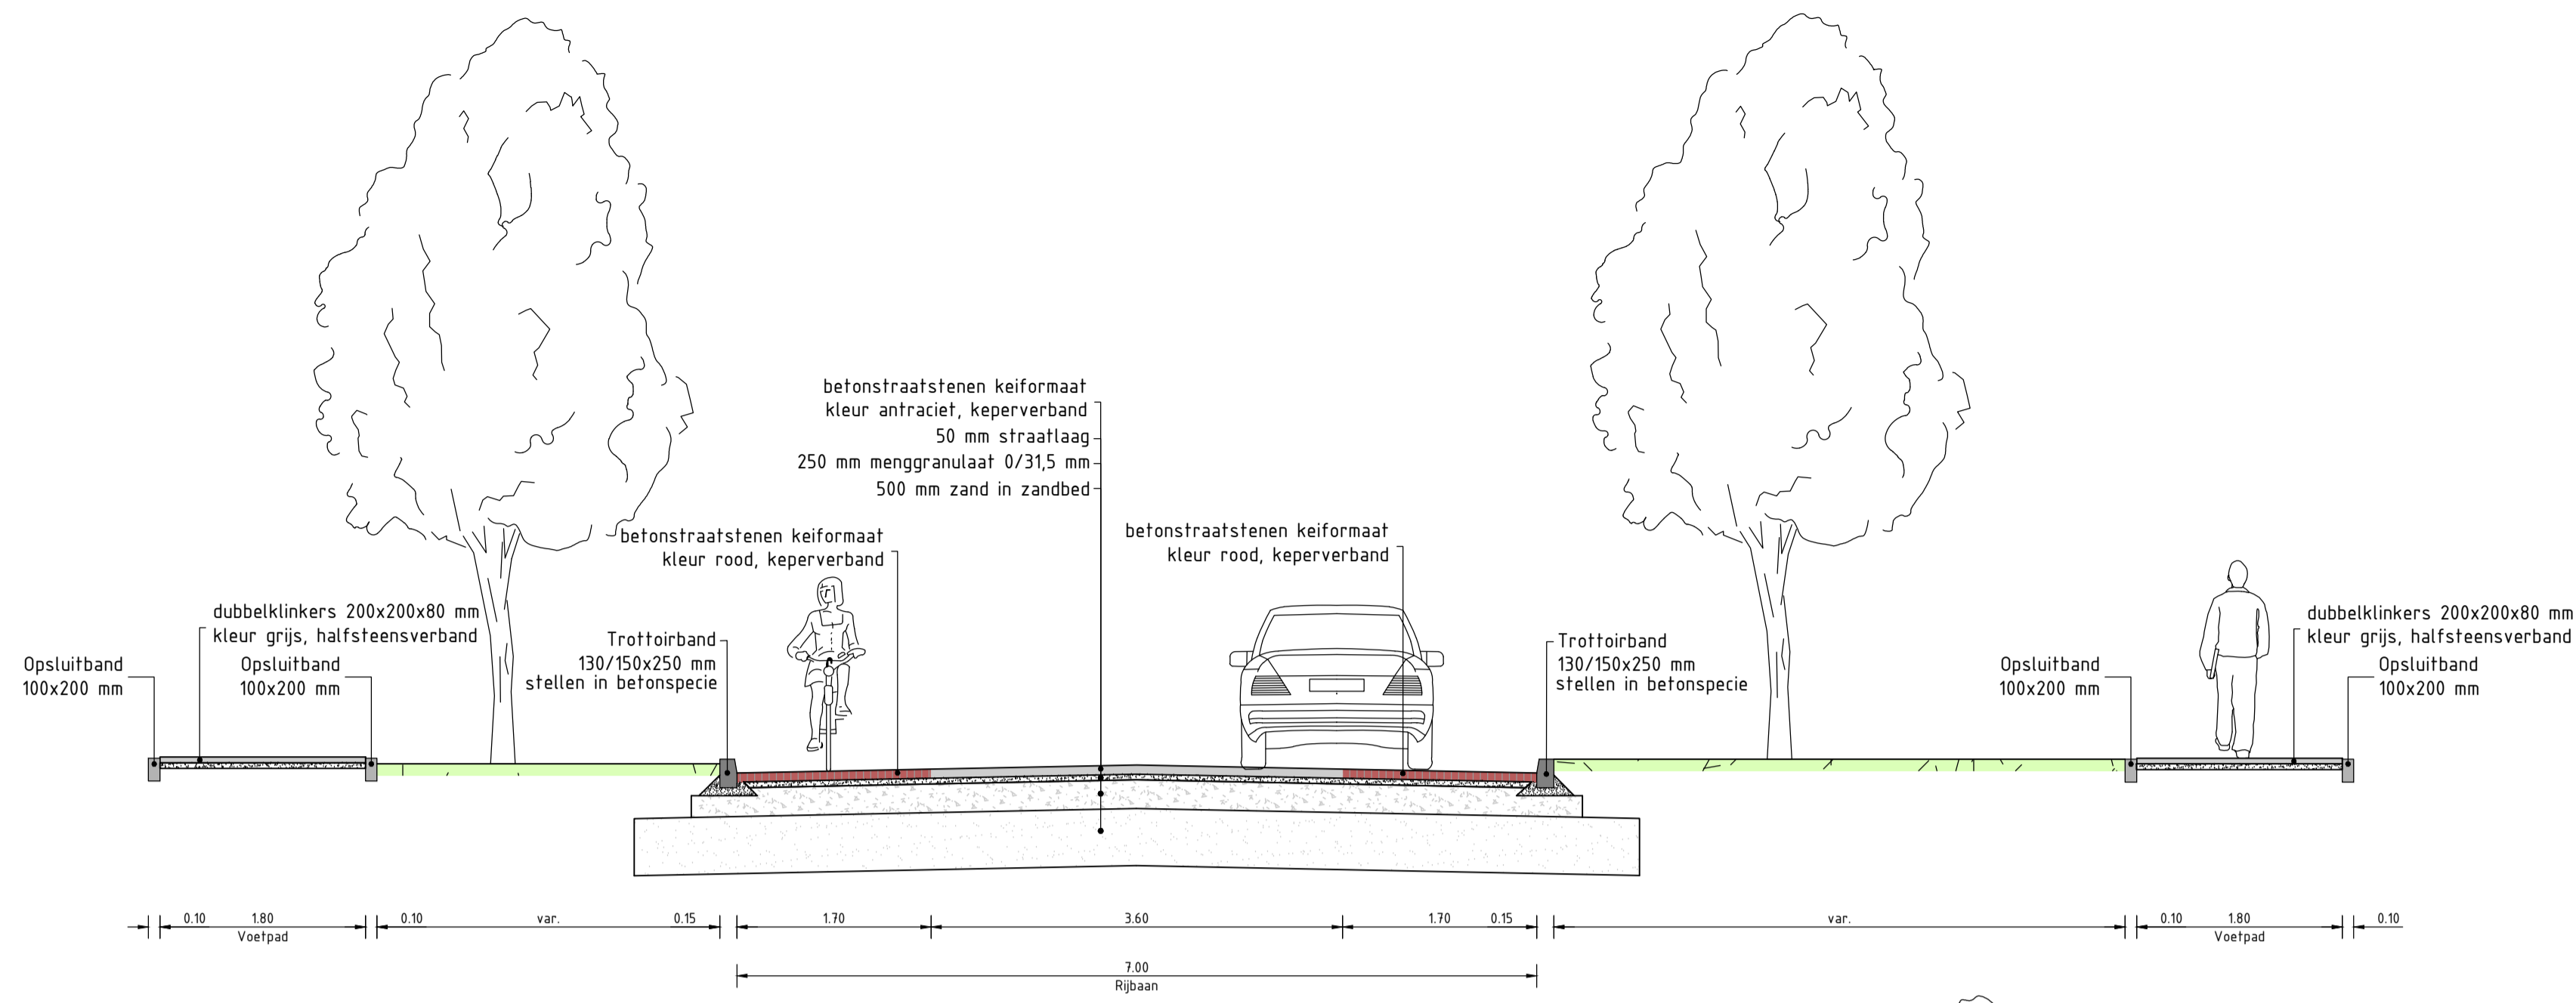 betonstraatstenen keiformaat
kleur antraciet, keperverband
50 mm straatlaag
250 mm menggranulaat 0/31,5 mm
500 mm zand in zandbed
betonstraatstenen keiformaat
kleur rood, keperverband
betonstraatstenen keiformaat
kleur rood, keperverband
dubbelklinkers 200x200x80 mm
kleur grijs, halfsteensverband
Opsluitband
100x200 mm
Opsluitband
100x200 mm
Trottoirband
130/150x250 mm
stellen in betonspecie
Trottoirband
130/150x250 mm
stellen in betonspecie
Opsluitband
100x200 mm
dubbelklinkers 200x200x80 mm
kleur grijs, halfsteensverband
Opsluitband
100x200 mm
0.10 1.80 0.10 var. 0.15 1.70 3.60 1.70 0.15 var. 0.10 1.80 0.10
Voetpad Voetpad
7.00
Rijbaan